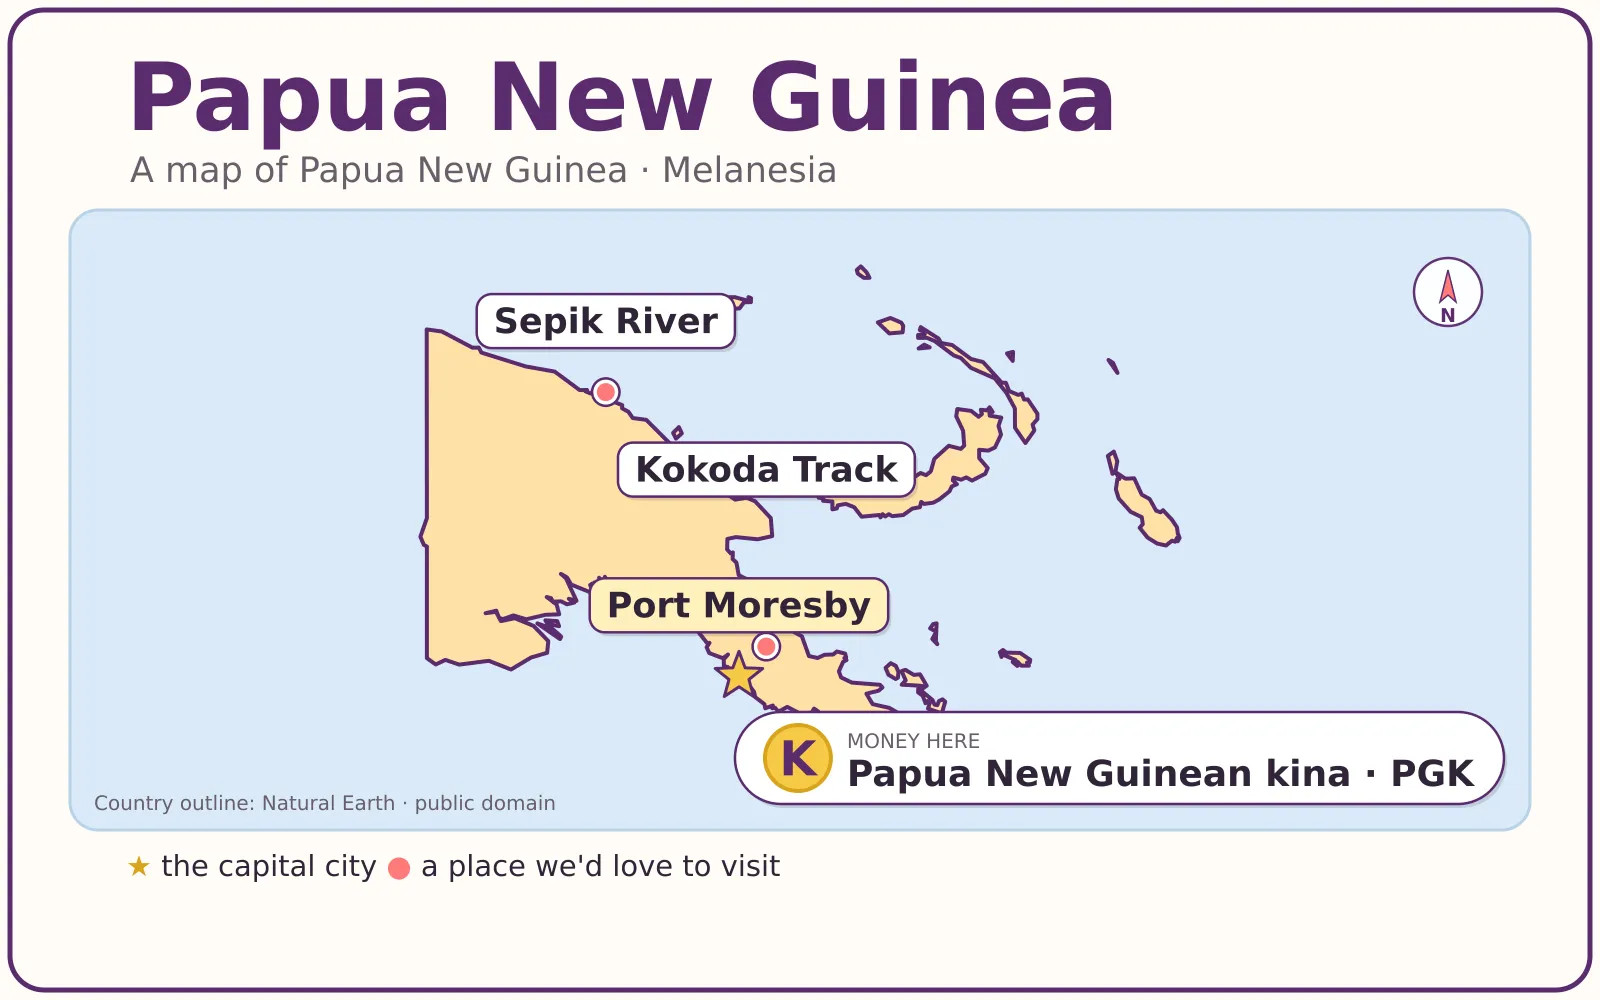 Papua New Guinea
A map of Papua New Guinea · Melanesia
N
Sepik River
Kokoda Track
Port Moresby
K
MONEY HERE
Papua New Guinean kina · PGK
Country outline: Natural Earth · public domain
★ the capital city ● a place we'd love to visit